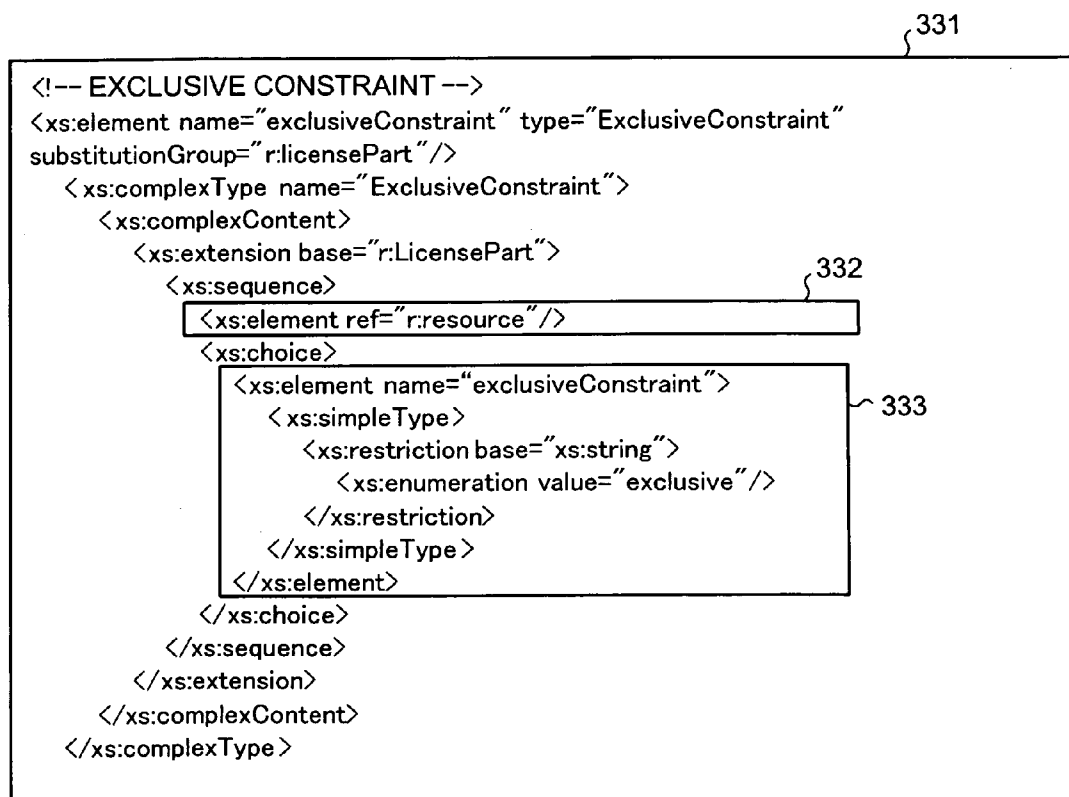 331
<!-- EXCLUSIVE CONSTRAINT -->
<xs:element name="exclusiveConstraint" type="ExclusiveConstraint"
substitutionGroup="r:licensePart"/>
<xs:complexType name="ExclusiveConstraint">
<xs:complexContent>
<xs:extension base="r:LicensePart">
<xs:sequence>
332
<xs:element ref="r:resource"/>
<xs:choice>
<xs:element name="exclusiveConstraint">
333
<xs:simpleType>
<xs:restriction base="xs:string">
<xs:enumeration value="exclusive"/>
</xs:restriction>
</xs:simpleType>
</xs:element>
</xs:choice>
</xs:sequence>
</xs:extension>
</xs:complexContent>
</xs:complexType>